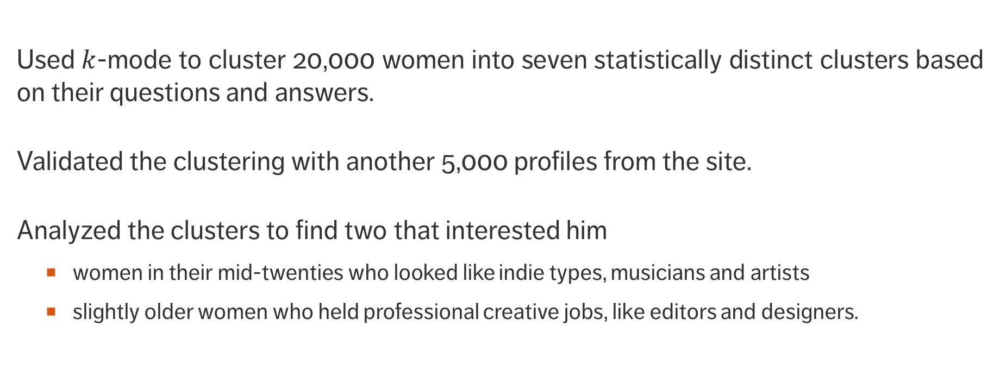 Used k-mode to cluster 20,000 women into seven statistically distinct clusters based
on their questions and answers.
Validated the clustering with another 5,000 profiles from the site.
Analyzed the clusters to find two that interested him
▪ women in their mid-twenties who looked like indie types, musicians and artists
▪ slightly older women who held professional creative jobs, like editors and designers.